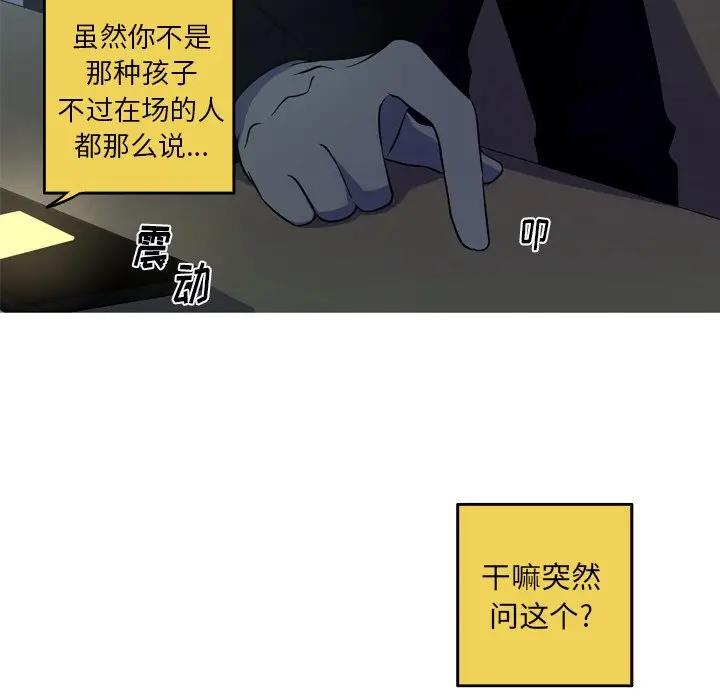 虽然你不是
那种孩子
不过在场的人
都那么说...
震
动
叩
干嘛突然
问这个?